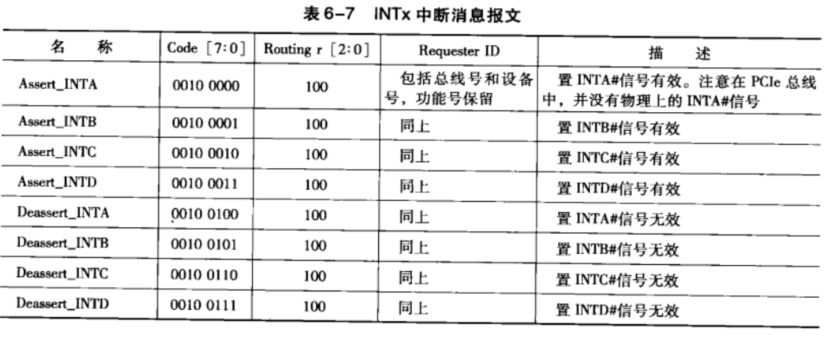 表 6-7 INTx 中断消息报文
名 称 Code [7:0] Routing r [2:0] Requester ID 描 述
Assert_INTA 0010 0000 100 包括总线号和设备号，功能号保留 置 INTA#信号有效。注意在 PCIe 总线中，并没有物理上的 INTA#信号
Assert_INTB 0010 0001 100 同上 置 INTB#信号有效
Assert_INTC 0010 0010 100 同上 置 INTC#信号有效
Assert_INTD 0010 0011 100 同上 置 INTD#信号有效
Deassert_INTA 0010 0100 100 同上 置 INTA#信号无效
Deassert_INTB 0010 0101 100 同上 置 INTB#信号无效
Deassert_INTC 0010 0110 100 同上 置 INTC#信号无效
Deassert_INTD 0010 0111 100 同上 置 INTD#信号无效